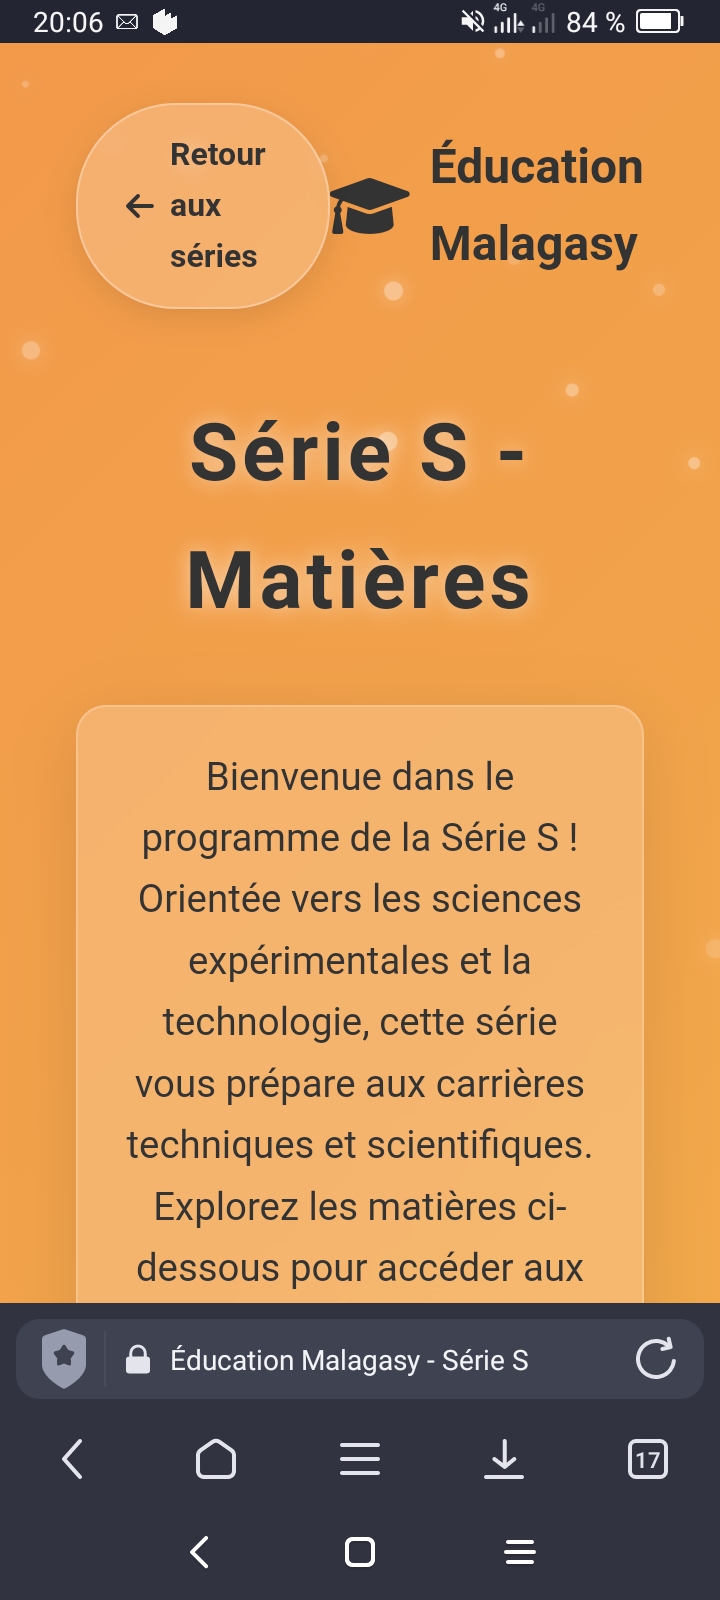 20:06
4G 4G 84 %
Retour
aux
séries
Éducation
Malagasy
Série S -
Matières
Bienvenue dans le
programme de la Série S !
Orientée vers les sciences
expérimentales et la
technologie, cette série
vous prépare aux carrières
techniques et scientifiques.
Explorez les matières ci-
dessous pour accéder aux
Éducation Malagasy - Série S
17